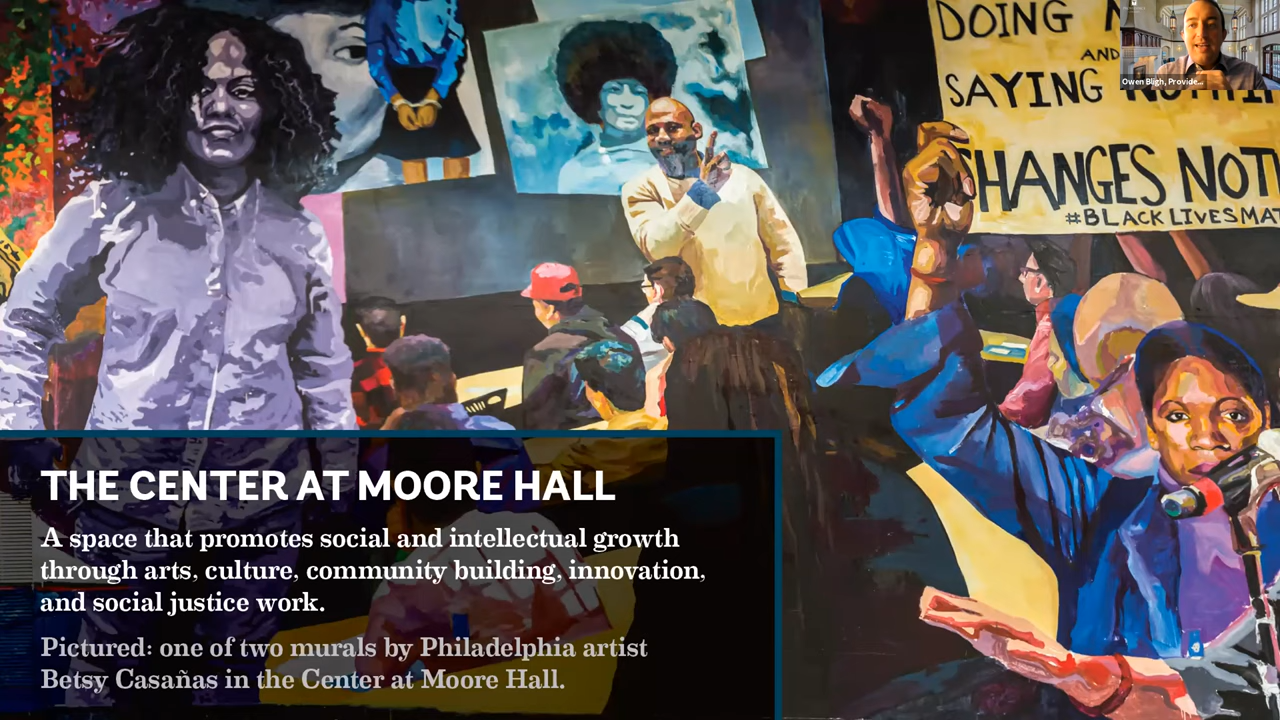 DOING
AND
SAYING
CHANGES NOT
#BLACKLIVESMAT
Owen Bligh, Provide...
THE CENTER AT MOORE HALL
A space that promotes social and intellectual growth
through arts, culture, community building, innovation,
and social justice work.
Pictured: one of two murals by Philadelphia artist
Betsy Casañas in the Center at Moore Hall.